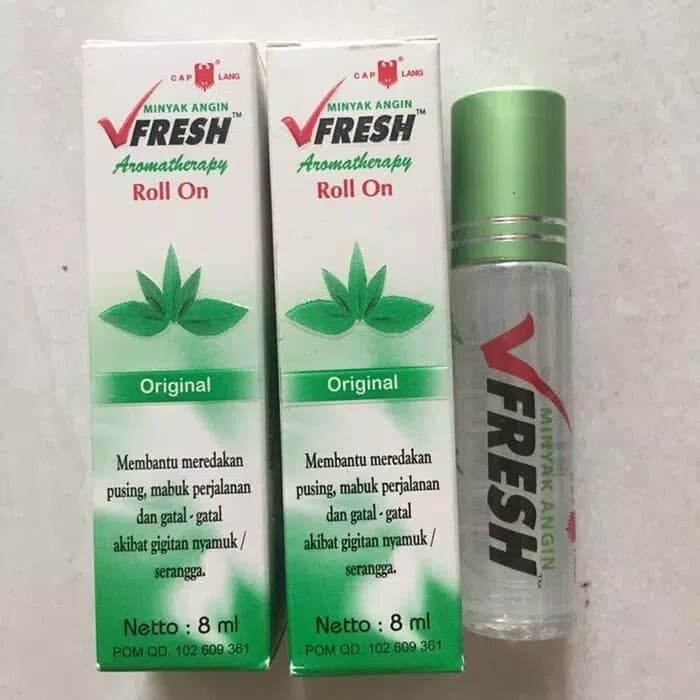 CAP LANG
MINYAK ANGIN
VFRESH™
Aromatherapy
Roll On
Original
Membantu meredakan
pusing, mabuk perjalanan
dan gatal - gatal
akibat gigitan nyamuk /
serangga.
Netto : 8 ml
POM QD. 102 609 361
CAP LANG
MINYAK ANGIN
VFRESH™
Aromatherapy
Roll On
Original
Membantu meredakan
pusing, mabuk perjalanan
dan gatal - gatal
akibat gigitan nyamuk /
serangga.
Netto : 8 ml
POM QD. 102 609 361
MINYAK ANGIN
VFRESH™